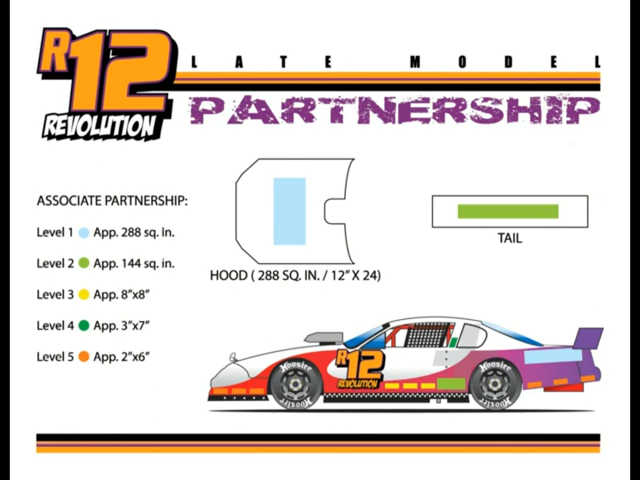 R12
REVOLUTION
LATE MODEL
PARTNERSHIP
ASSOCIATE PARTNERSHIP:
Level 1 App. 288 sq. in.
Level 2 App. 144 sq. in.
Level 3 App. 8"x8"
Level 4 App. 3"x7"
Level 5 App. 2"x6"
HOOD ( 288 SQ. IN. / 12" X 24)
TAIL
R12
REVOLUTION
Hoosier
Hoosier
Hoosier
Hoosier